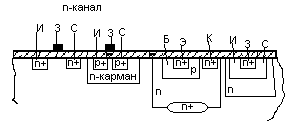 n-канал
И З С И З С Б Э К И З С
n+ n+ p+ p+ n+ n+ n+ n+
n-карман p
n n
n+